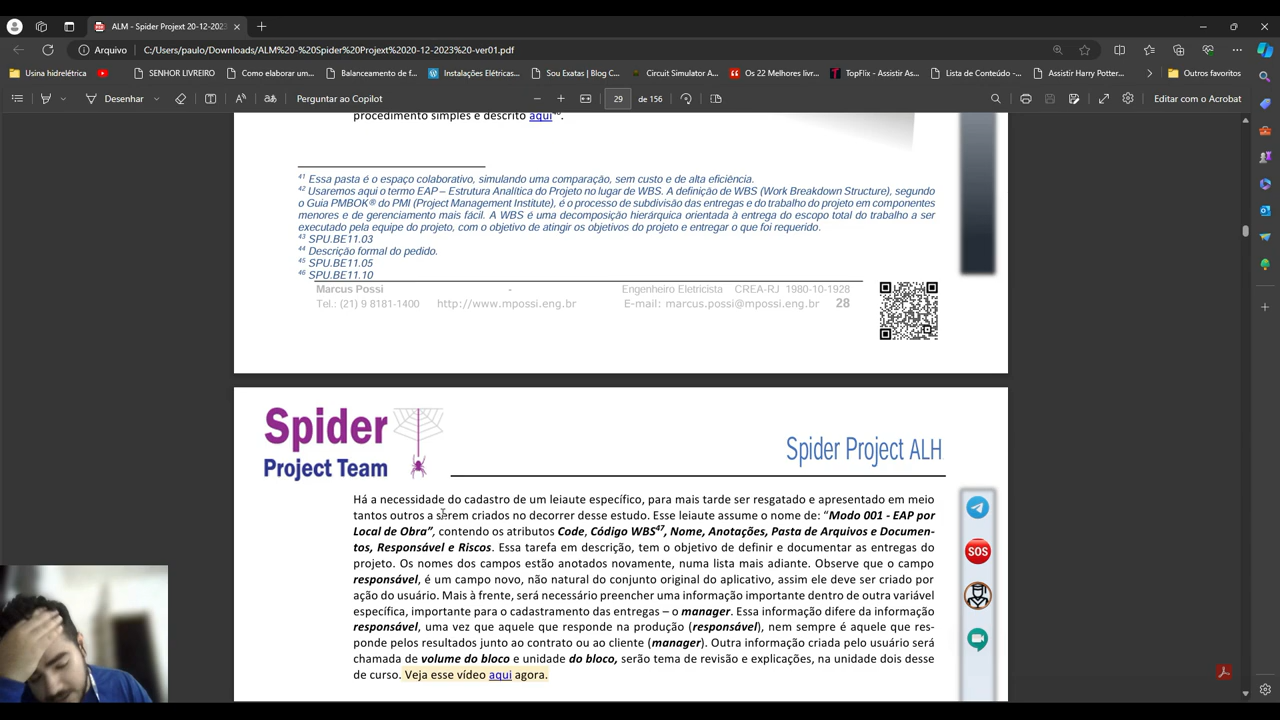 ALM - Spider Projext 20-12-2023
Arquivo
C:/Users/paulo/Downloads/ALM%20-%20Spider%20Projext%2020-12-2023%20-ver01.pdf
Usina hidrelétrica
SENHOR LIVREIRO
Como elaborar um...
Balanceamento de f...
Instalações Elétricas...
Sou Exatas | Blog C...
Circuit Simulator A...
Os 22 Melhores livr...
TopFlix - Assistir As...
Lista de Conteúdo -...
Assistir Harry Potter...
Outros favoritos
Desenhar
Perguntar ao Copilot
29 de 156
Editar com o Acrobat
procedimento simples e descrito aqui⁴⁶.
⁴¹ Essa pasta é o espaço colaborativo, simulando uma comparação, sem custo e de alta eficiência.
⁴² Usaremos aqui o termo EAP – Estrutura Analítica do Projeto no lugar de WBS. A definição de WBS (Work Breakdown Structure), segundo
o Guia PMBOK® do PMI (Project Management Institute), é o processo de subdivisão das entregas e do trabalho do projeto em componentes
menores e de gerenciamento mais fácil. A WBS é uma decomposição hierárquica orientada à entrega do escopo total do trabalho a ser
executado pela equipe do projeto, com o objetivo de atingir os objetivos do projeto e entregar o que foi requerido.
⁴³ SPU.BE11.03
⁴⁴ Descrição formal do pedido.
⁴⁵ SPU.BE11.05
⁴⁶ SPU.BE11.10
Marcus Possi - Engenheiro Eletricista CREA-RJ 1980-10-1928
Tel.: (21) 9 8181-1400 http://www.mpossi.eng.br E-mail: marcus.possi@mpossi.eng.br 28
Spider
Project Team
Spider Project ALH
Há a necessidade do cadastro de um leiaute específico, para mais tarde ser resgatado e apresentado em meio
tantos outros a serem criados no decorrer desse estudo. Esse leiaute assume o nome de: “Modo 001 - EAP por
Local de Obra”, contendo os atributos Code, Código WBS⁴⁷, Nome, Anotações, Pasta de Arquivos e Documen-
tos, Responsável e Riscos. Essa tarefa em descrição, tem o objetivo de definir e documentar as entregas do
projeto. Os nomes dos campos estão anotados novamente, numa lista mais adiante. Observe que o campo
responsável, é um campo novo, não natural do conjunto original do aplicativo, assim ele deve ser criado por
ação do usuário. Mais à frente, será necessário preencher uma informação importante dentro de outra variável
específica, importante para o cadastramento das entregas – o manager. Essa informação difere da informação
responsável, uma vez que aquele que responde na produção (responsável), nem sempre é aquele que res-
ponde pelos resultados junto ao contrato ou ao cliente (manager). Outra informação criada pelo usuário será
chamada de volume do bloco e unidade do bloco, serão tema de revisão e explicações, na unidade dois desse
de curso. Veja esse vídeo aqui agora.
SOS